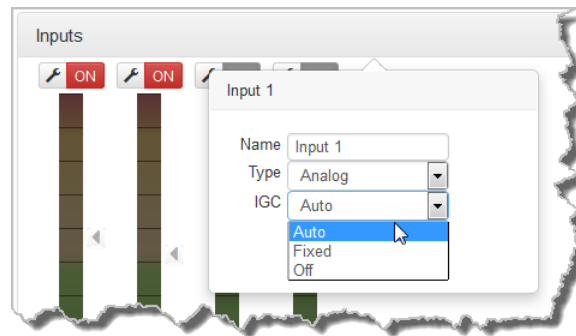 Inputs
ON ON
Input 1
Name Input 1
Type Analog
IGC Auto
Auto
Fixed
Off